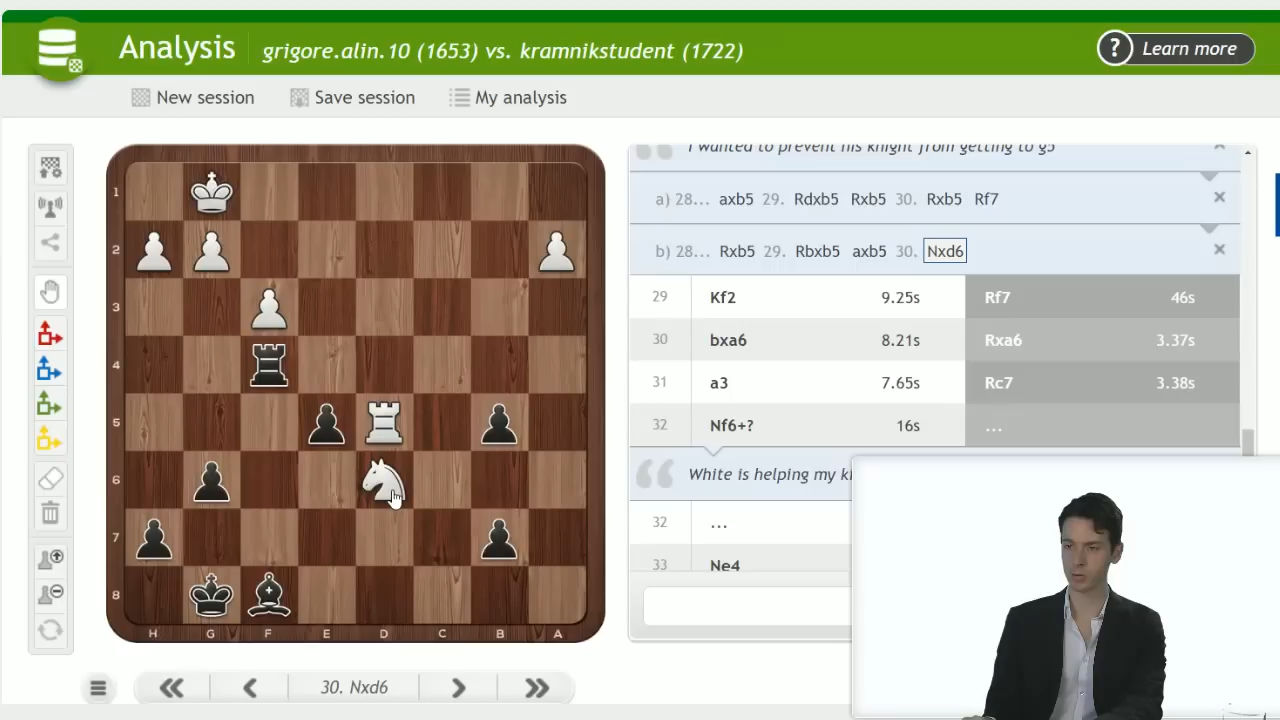 Analysis grigore.alin.10 (1653) vs. kramnikstudent (1722) ? Learn more
New session Save session My analysis
I wanted to prevent his knight from getting to g5
a) 28... axb5 29. Rdxb5 Rxb5 30. Rxb5 Rf7
b) 28... Rxb5 29. Rbxb5 axb5 30. Nxd6
29 Kf2 9.25s Rf7 46s
30 bxa6 8.21s Rxa6 3.37s
31 a3 7.65s Rc7 3.38s
32 Nf6+? 16s ...
White is helping my
32 ...
33 Ne4
1
2
3
4
5
6
7
8
H G F E D C B A
30. Nxd6